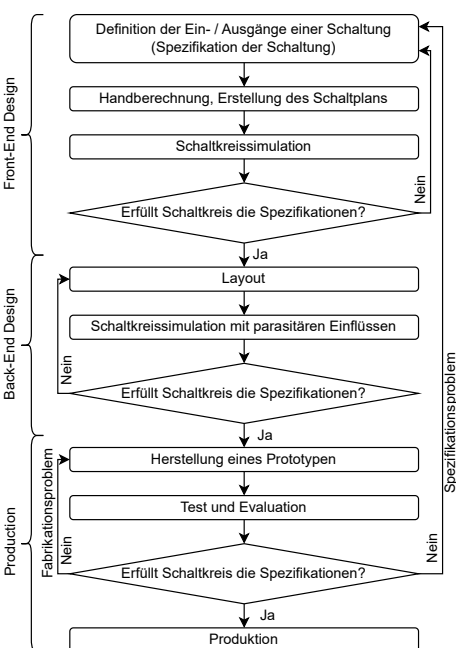 Definition der Ein- / Ausgänge einer Schaltung
(Spezifikation der Schaltung)
Handberechnung, Erstellung des Schaltplans
Schaltkreissimulation
Erfüllt Schaltkreis die Spezifikationen?
Nein
Ja
Front-End Design
Layout
Schaltkreissimulation mit parasitären Einflüssen
Erfüllt Schaltkreis die Spezifikationen?
Nein
Ja
Back-End Design
Spezifikationsproblem
Herstellung eines Prototypen
Test und Evaluation
Erfüllt Schaltkreis die Spezifikationen?
Fabrikationsproblem
Nein
Nein
Ja
Production
Produktion